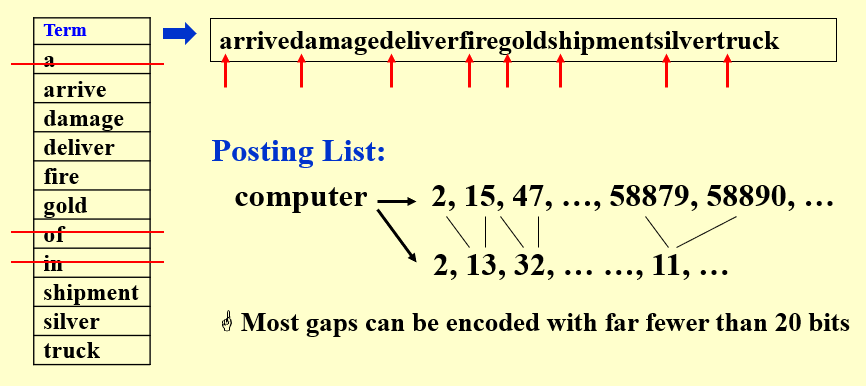 Term
a
arrive
damage
deliver
fire
gold
of
in
shipment
silver
truck
arrivedamagedeliverfiregoldshipmentsilvertruck
Posting List:
computer
2, 15, 47, …, 58879, 58890, …
2, 13, 32, … …, 11, …
☝ Most gaps can be encoded with far fewer than 20 bits